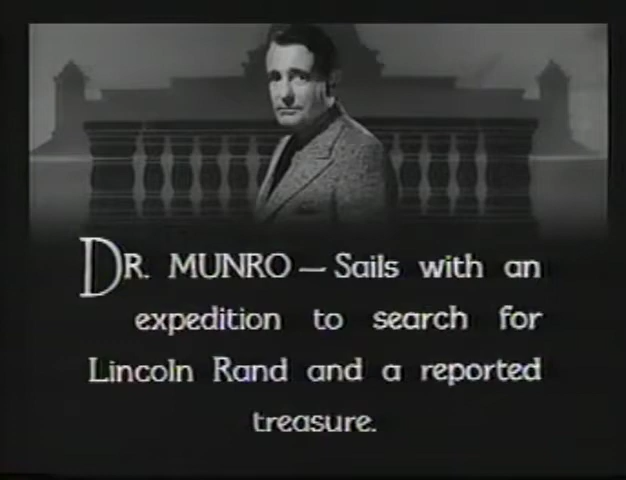 DR. MUNRO — Sails with an
expedition to search for
Lincoln Rand and a reported
treasure.